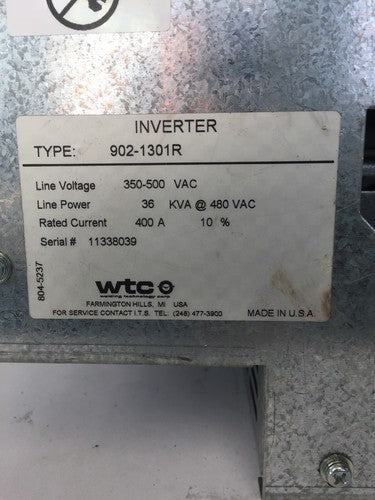 INVERTER
TYPE: 902-1301R
Line Voltage 350-500 VAC
Line Power 36 KVA @ 480 VAC
Rated Current 400 A 10 %
Serial # 11338039
804-5237
wtc
welding technology corp
FARMINGTON HILLS, MI USA
FOR SERVICE CONTACT I.T.S. TEL: (248) 477-3900
MADE IN U.S.A.